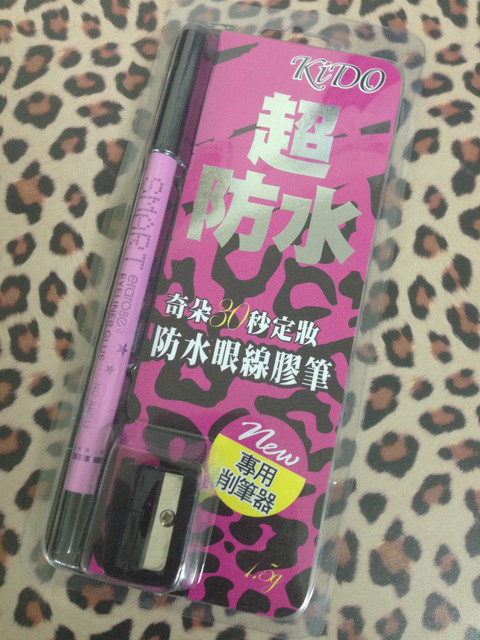 KiDO
超
防水
奇朵30秒定妝
防水眼線膠筆
New
專用
削筆器
1.5g